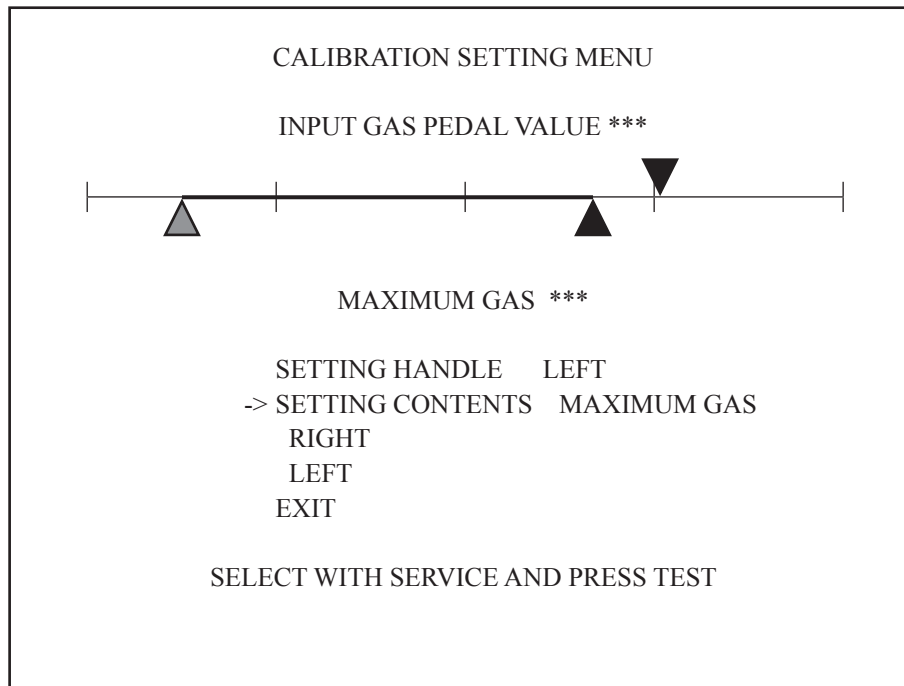 CALIBRATION SETTING MENU
INPUT GAS PEDAL VALUE ***
MAXIMUM GAS ***
SETTING HANDLE LEFT
-> SETTING CONTENTS MAXIMUM GAS
RIGHT
LEFT
EXIT
SELECT WITH SERVICE AND PRESS TEST